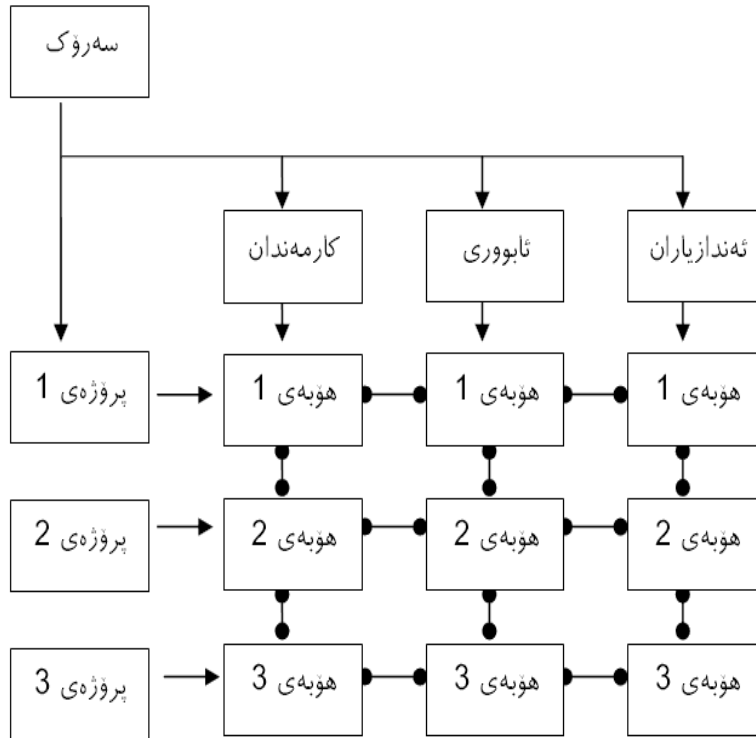 سەرۆک
کارمەندان
ئابووری
ئەندازیاران
پرۆژەی 1
هۆبەی 1
هۆبەی 1
هۆبەی 1
پرۆژەی 2
هۆبەی 2
هۆبەی 2
هۆبەی 2
پرۆژەی 3
هۆبەی 3
هۆبەی 3
هۆبەی 3